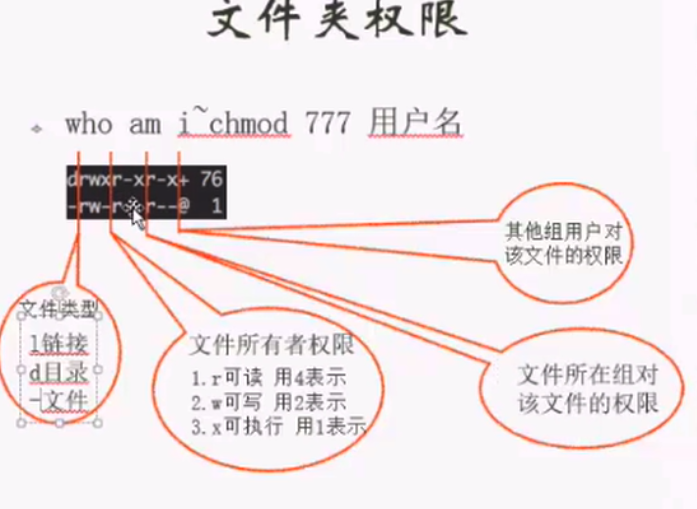 文件夹权限
who am i~chmod 777 用户名
drwxr-xr-x+ 76
-rw-r--r--@ 1
其他组用户对
该文件的权限
文件类型
l链接
d目录
-文件
文件所有者权限
1.r可读 用4表示
2.w可写 用2表示
3.x可执行 用1表示
文件所在组对
该文件的权限